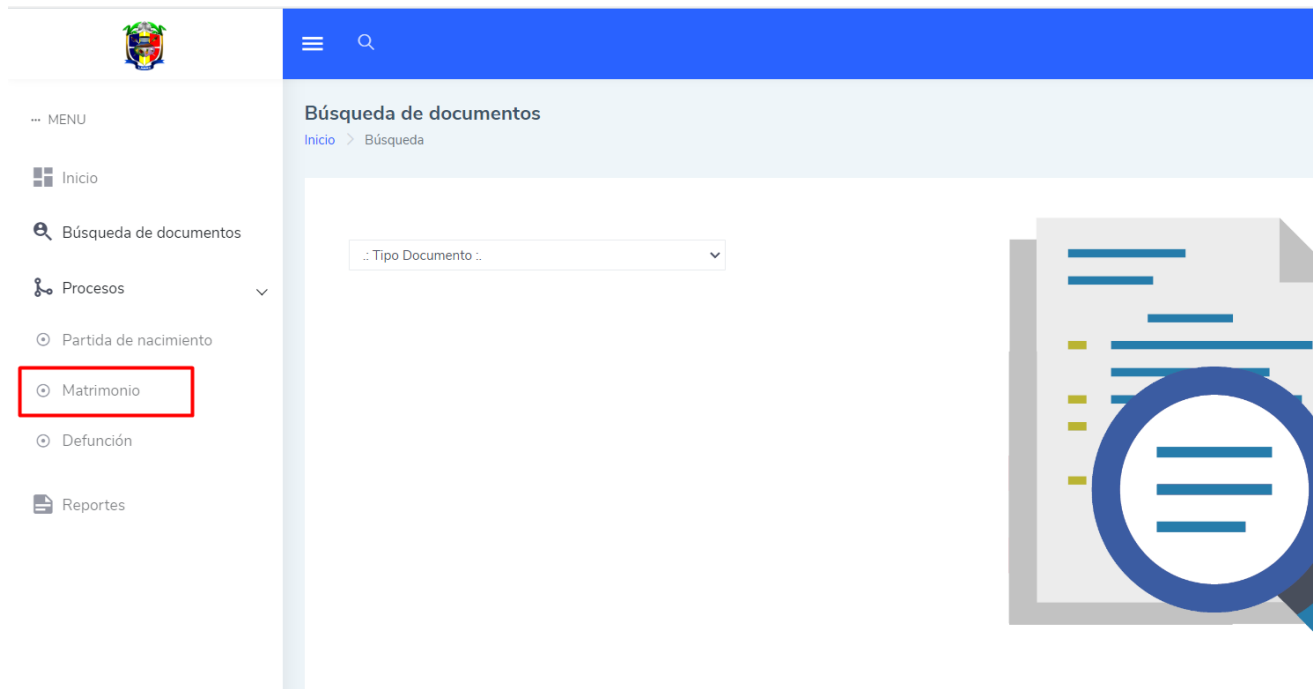 ··· MENU
Inicio
Búsqueda de documentos
Procesos
Partida de nacimiento
Matrimonio
Defunción
Reportes
Búsqueda de documentos
Inicio > Búsqueda
.: Tipo Documento :.